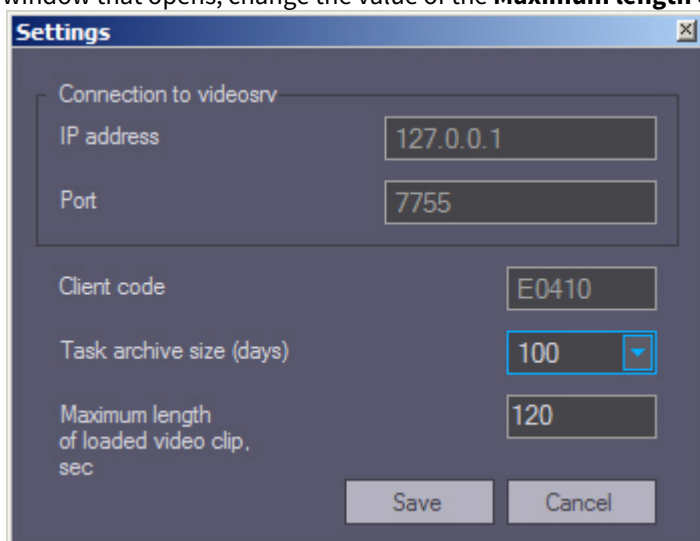 window that opens, change the value of the Maximum length
Settings
Connection to videosrv
IP address 127.0.0.1
Port 7755
Client code E0410
Task archive size (days) 100
Maximum length 120
of loaded video clip,
sec
Save Cancel